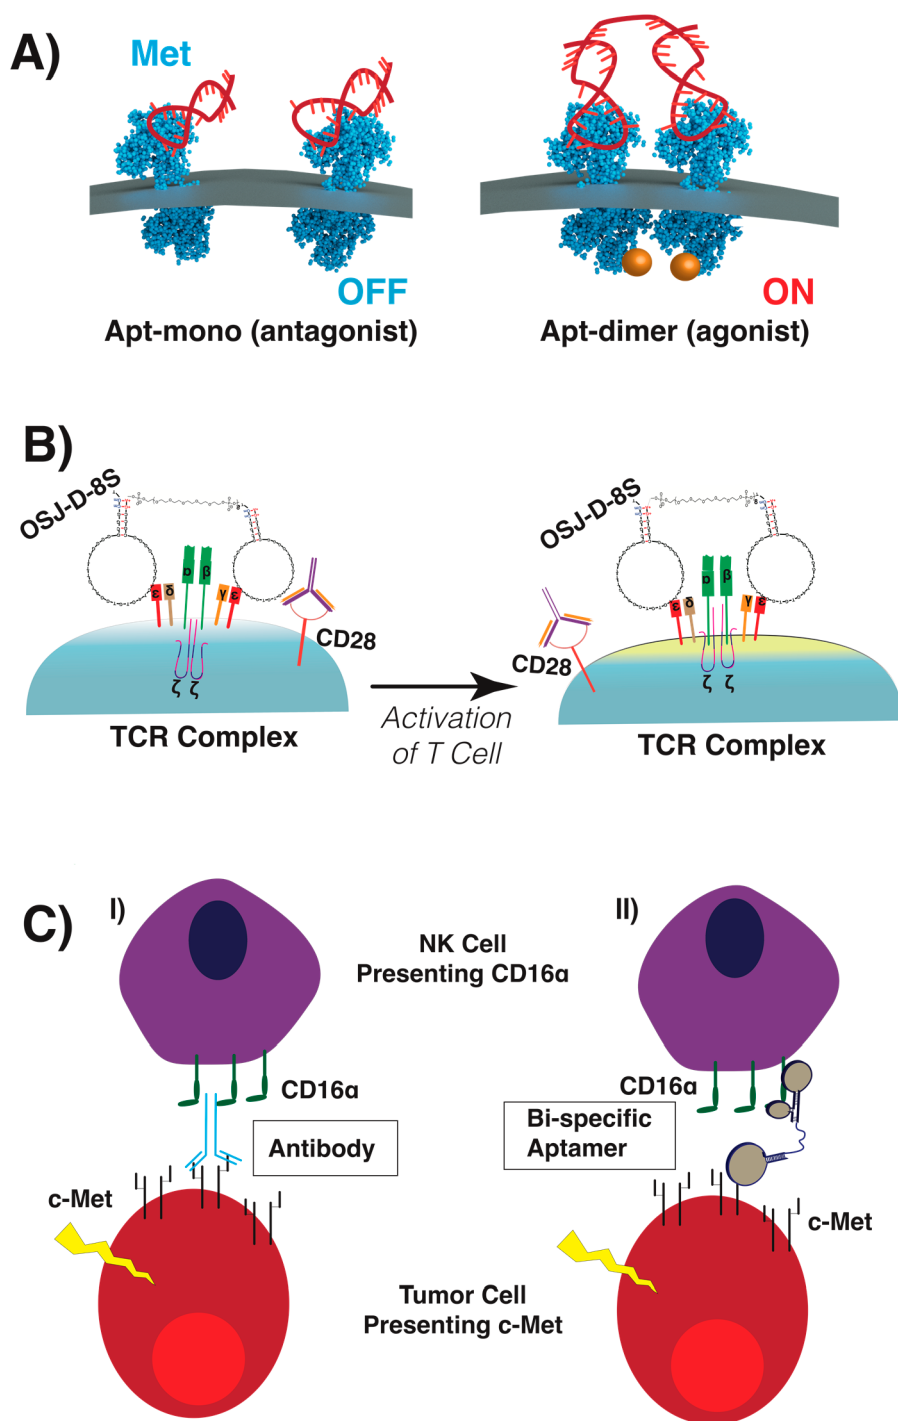 A)
Met
OFF
ON
Apt-mono (antagonist)
Apt-dimer (agonist)
B)
OSJ-D-8S
OSJ-D-8S
ε
δ
α
β
γ
ε
CD28
ζ
ζ
TCR Complex
Activation
of T Cell
ε
δ
α
β
γ
ε
CD28
ζ
ζ
TCR Complex
C)
I)
II)
NK Cell
Presenting CD16α
CD16α
Antibody
c-Met
CD16α
Bi-specific
Aptamer
c-Met
Tumor Cell
Presenting c-Met